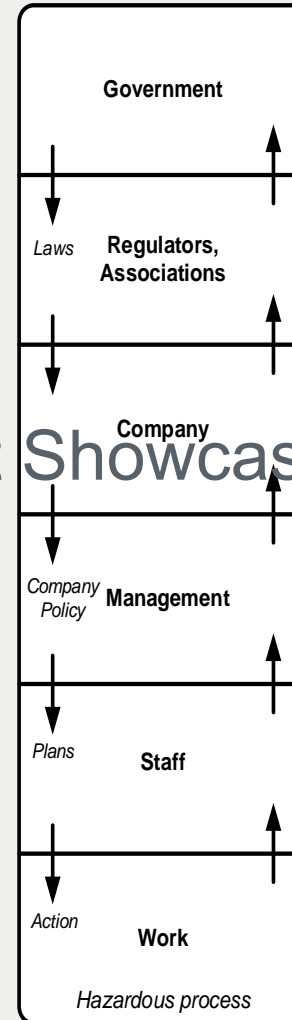 Government
Laws
Regulators,
Associations
Company
Showcas
Company
Policy
Management
Plans
Staff
Action
Work
Hazardous process